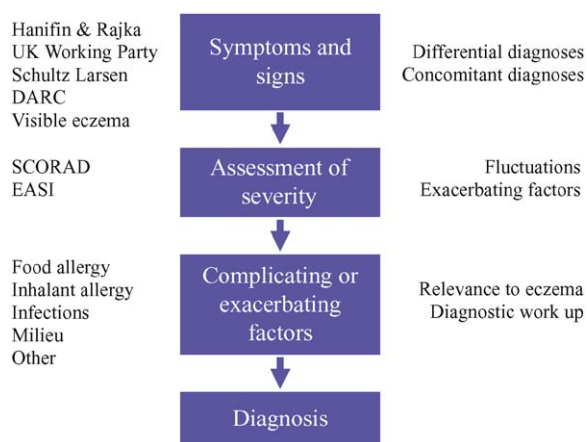 Hanifin & Rajka
UK Working Party
Schultz Larsen
DARC
Visible eczema
Symptoms and
signs
Differential diagnoses
Concomitant diagnoses
SCORAD
EASI
Assessment of
severity
Fluctuations
Exacerbating factors
Food allergy
Inhalant allergy
Infections
Milieu
Other
Complicating or
exacerbating
factors
Relevance to eczema
Diagnostic work up
Diagnosis